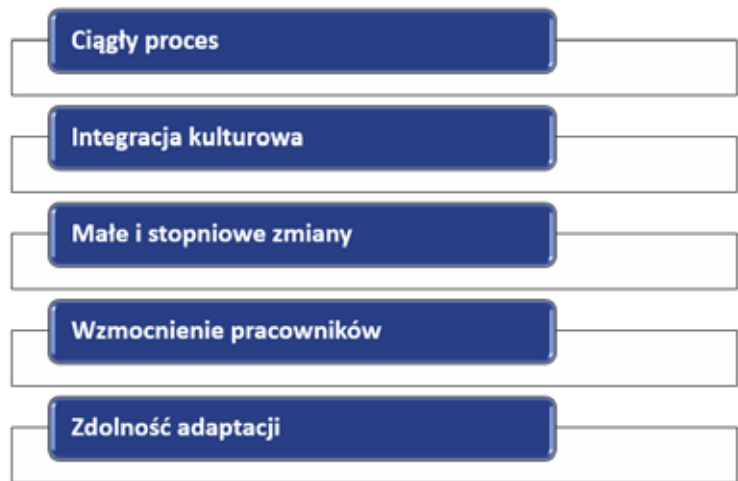 Ciągły proces
Integracja kulturowa
Małe i stopniowe zmiany
Wzmocnienie pracowników
Zdolność adaptacji